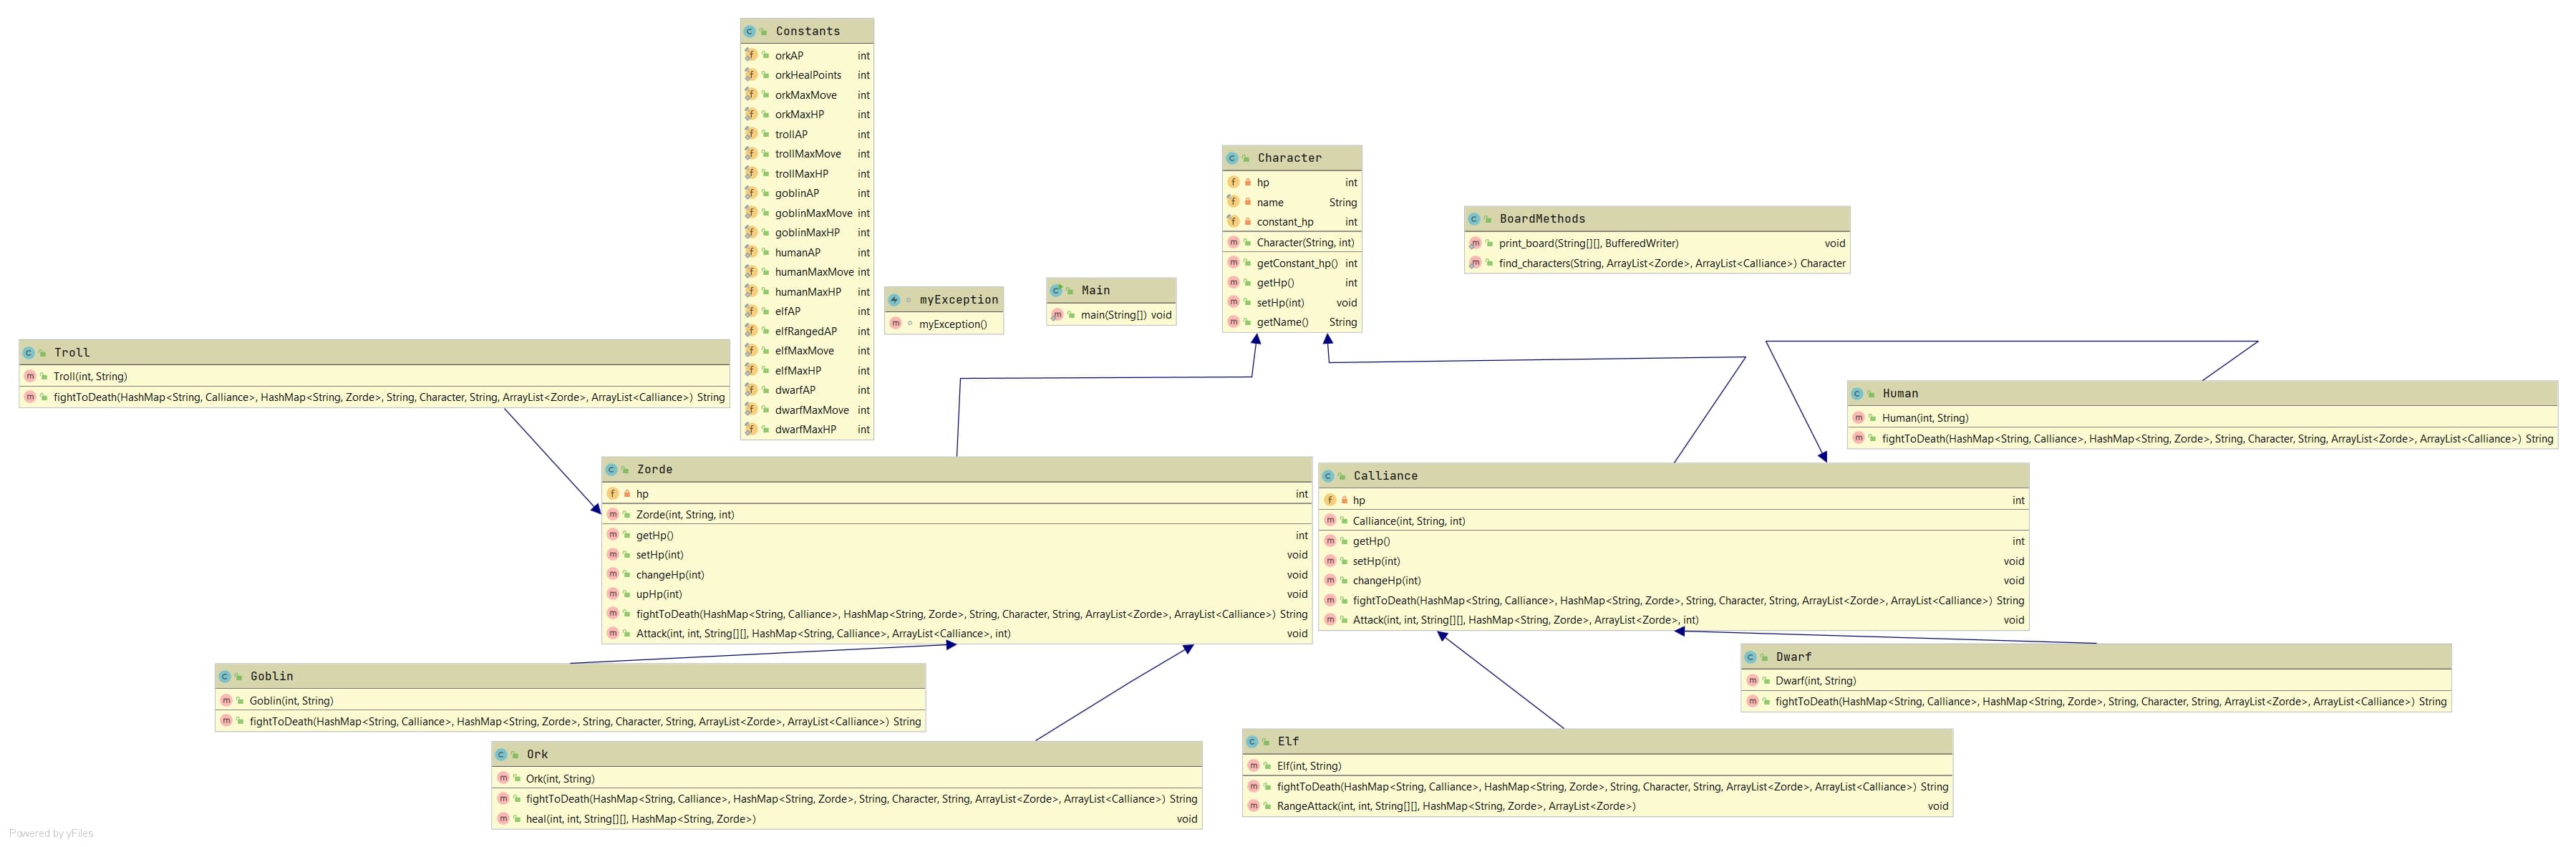 Constants
orkAP int
orkHealPoints int
orkMaxMove int
orkMaxHP int
trollAP int
trollMaxMove int
trollMaxHP int
goblinAP int
goblinMaxMove int
goblinMaxHP int
humanAP int
humanMaxMove int
humanMaxHP int
elfAP int
elfRangedAP int
elfMaxMove int
elfMaxHP int
dwarfAP int
dwarfMaxMove int
dwarfMaxHP int
Character
hp int
name String
constant_hp int
Character(String, int)
getConstant_hp() int
getHp() int
setHp(int) void
getName() String
BoardMethods
print_board(String[][], BufferedWriter) void
find_characters(String, ArrayList<Zorde>, ArrayList<Calliance>) Character
myException
myException()
Main
main(String[]) void
Troll
Troll(int, String)
fightToDeath(HashMap<String, Calliance>, HashMap<String, Zorde>, String, Character, String, ArrayList<Zorde>, ArrayList<Calliance>) String
Human
Human(int, String)
fightToDeath(HashMap<String, Calliance>, HashMap<String, Zorde>, String, Character, String, ArrayList<Zorde>, ArrayList<Calliance>) String
Zorde
hp int
Zorde(int, String, int)
getHp() int
setHp(int) void
changeHp(int) void
upHp(int) void
fightToDeath(HashMap<String, Calliance>, HashMap<String, Zorde>, String, Character, String, ArrayList<Zorde>, ArrayList<Calliance>) String
Attack(int, int, String[][], HashMap<String, Calliance>, ArrayList<Calliance>, int) void
Calliance
hp int
Calliance(int, String, int)
getHp() int
setHp(int) void
changeHp(int) void
fightToDeath(HashMap<String, Calliance>, HashMap<String, Zorde>, String, Character, String, ArrayList<Zorde>, ArrayList<Calliance>) String
Attack(int, int, String[][], HashMap<String, Zorde>, ArrayList<Zorde>, int) void
Goblin
Goblin(int, String)
fightToDeath(HashMap<String, Calliance>, HashMap<String, Zorde>, String, Character, String, ArrayList<Zorde>, ArrayList<Calliance>) String
Dwarf
Dwarf(int, String)
fightToDeath(HashMap<String, Calliance>, HashMap<String, Zorde>, String, Character, String, ArrayList<Zorde>, ArrayList<Calliance>) String
Ork
Ork(int, String)
fightToDeath(HashMap<String, Calliance>, HashMap<String, Zorde>, String, Character, String, ArrayList<Zorde>, ArrayList<Calliance>) String
heal(int, int, String[][], HashMap<String, Zorde>) void
Elf
Elf(int, String)
fightToDeath(HashMap<String, Calliance>, HashMap<String, Zorde>, String, Character, String, ArrayList<Zorde>, ArrayList<Calliance>) String
RangeAttack(int, int, String[][], HashMap<String, Zorde>, ArrayList<Zorde>) void
Powered by yFiles